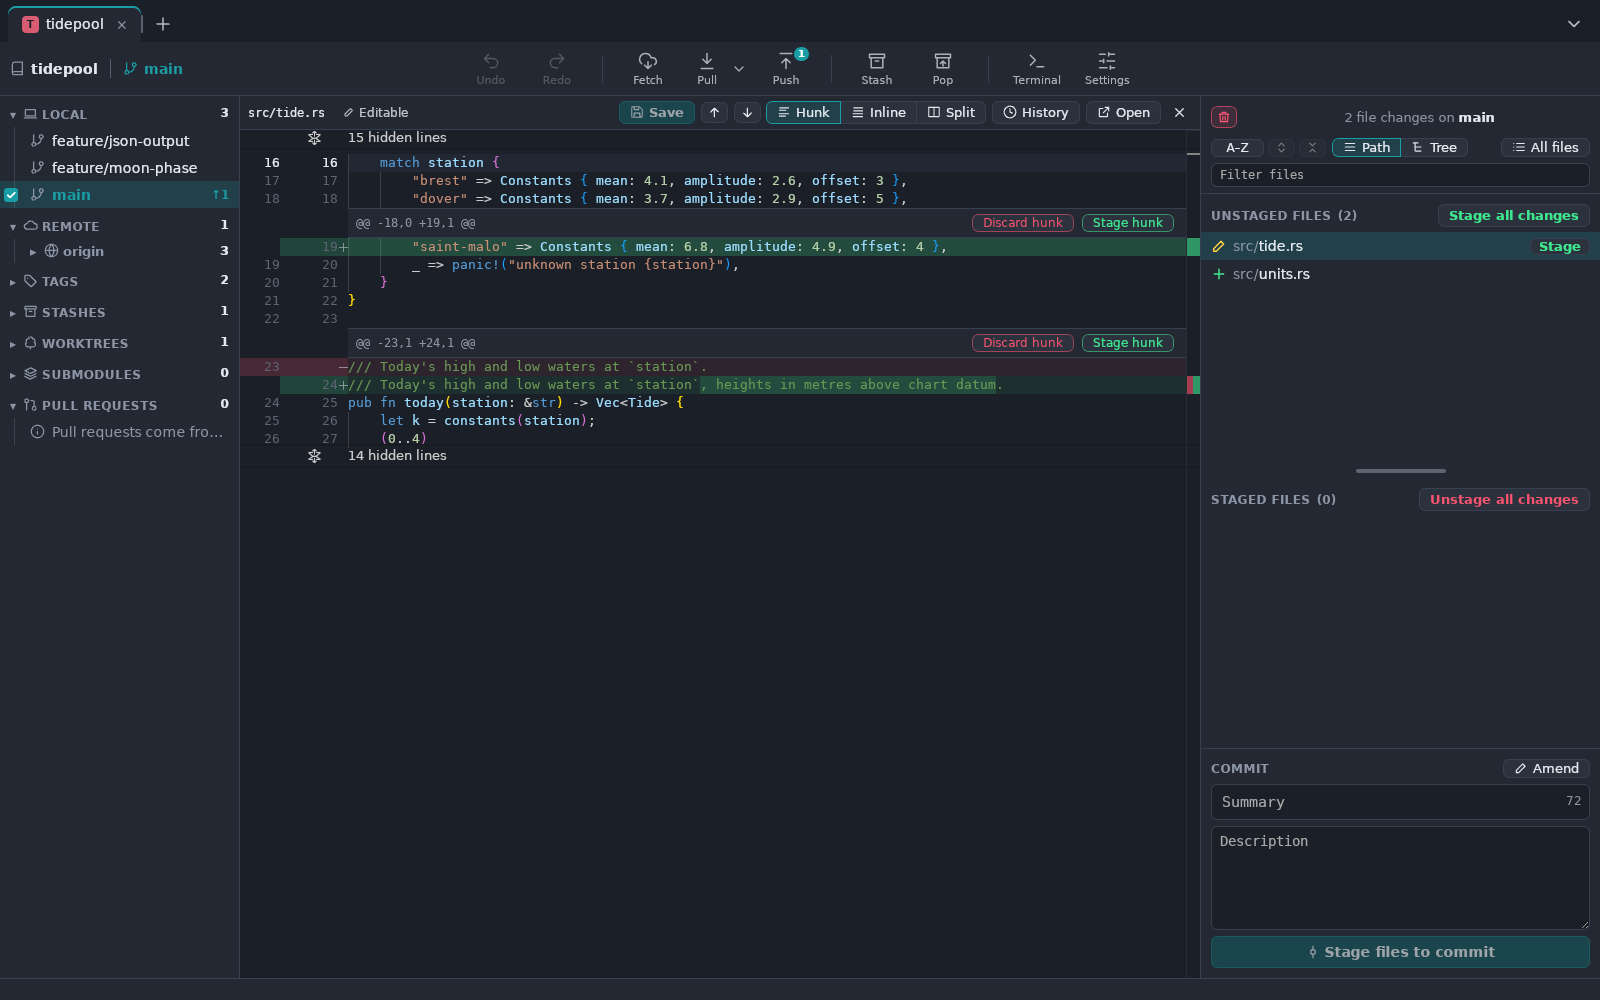 T tidepool
tidepool main
Undo Redo Fetch Pull Push 1 Stash Pop Terminal Settings
LOCAL 3
feature/json-output
feature/moon-phase
main ↑1
REMOTE 1
origin 3
TAGS 2
STASHES 1
WORKTREES 1
SUBMODULES 0
PULL REQUESTS 0
Pull requests come fro...
src/tide.rs Editable Save Hunk Inline Split History Open
15 hidden lines
16 16 match station {
17 17 "brest" => Constants { mean: 4.1, amplitude: 2.6, offset: 3 },
18 18 "dover" => Constants { mean: 3.7, amplitude: 2.9, offset: 5 },
@@ -18,0 +19,1 @@ Discard hunk Stage hunk
19+ "saint-malo" => Constants { mean: 6.8, amplitude: 4.9, offset: 4 },
19 20 _ => panic!("unknown station {station}"),
20 21 }
21 22 }
22 23
@@ -23,1 +24,1 @@ Discard hunk Stage hunk
23 −/// Today's high and low waters at `station`.
24+/// Today's high and low waters at `station`, heights in metres above chart datum.
24 25 pub fn today(station: &str) -> Vec<Tide> {
25 26 let k = constants(station);
26 27 (0..4)
14 hidden lines
2 file changes on main
A–Z Path Tree All files
Filter files
UNSTAGED FILES (2) Stage all changes
src/tide.rs Stage
src/units.rs
STAGED FILES (0) Unstage all changes
COMMIT Amend
Summary 72
Description
Stage files to commit